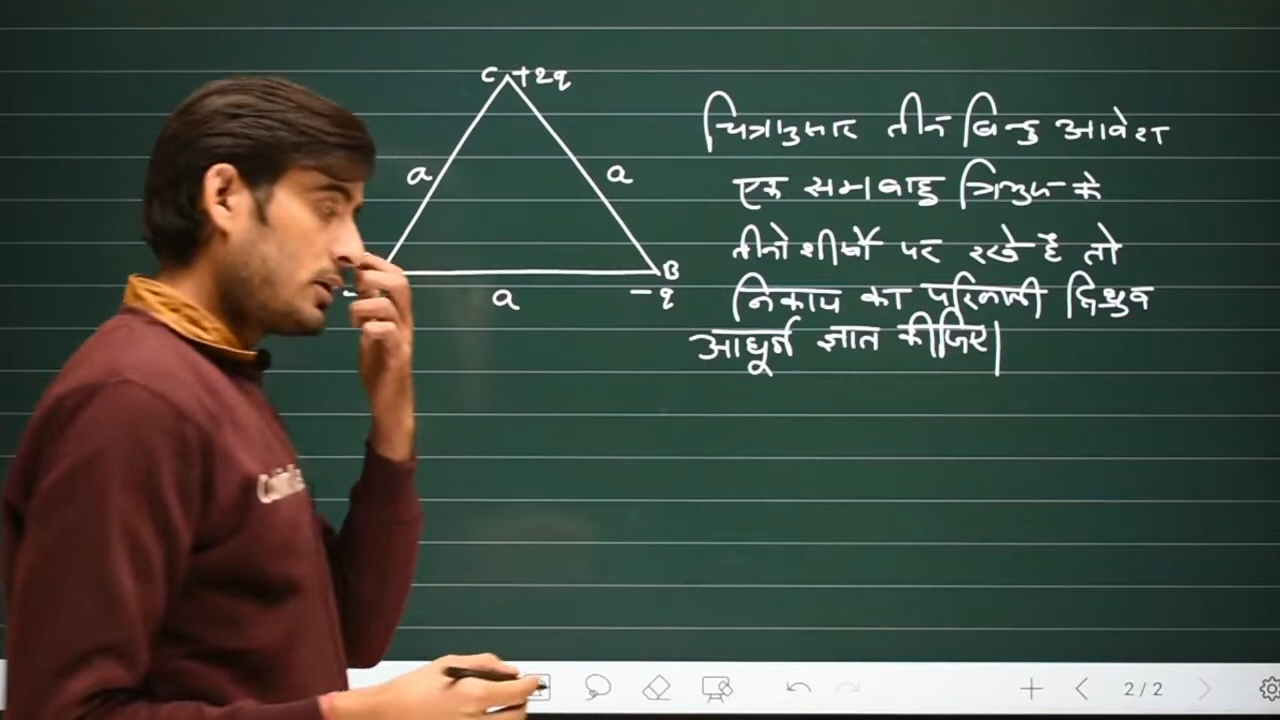 C +2q
a
a
B
-q
a
चित्रानुसार तीन बिन्दु आवेश
एक समबाहु त्रिभुज के
तीनो शीर्षो पर रखे है तो
निकाय का परिणामी द्विध्रुव
आघूर्ण ज्ञात कीजिए।
2/2